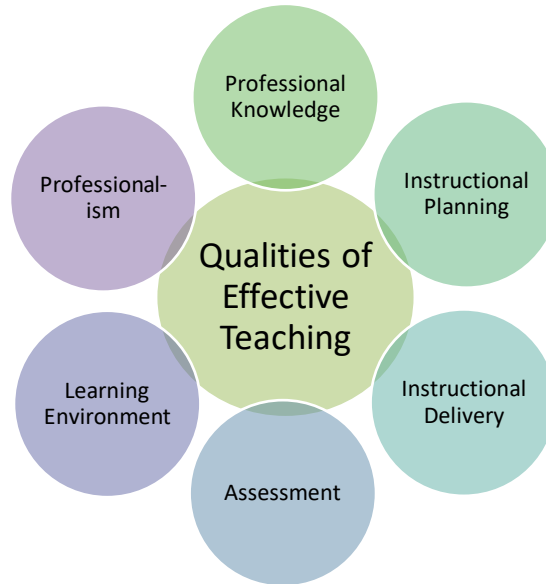 Professional
Knowledge
Instructional
Planning
Instructional
Delivery
Assessment
Learning
Environment
Professional-
ism
Qualities of
Effective
Teaching